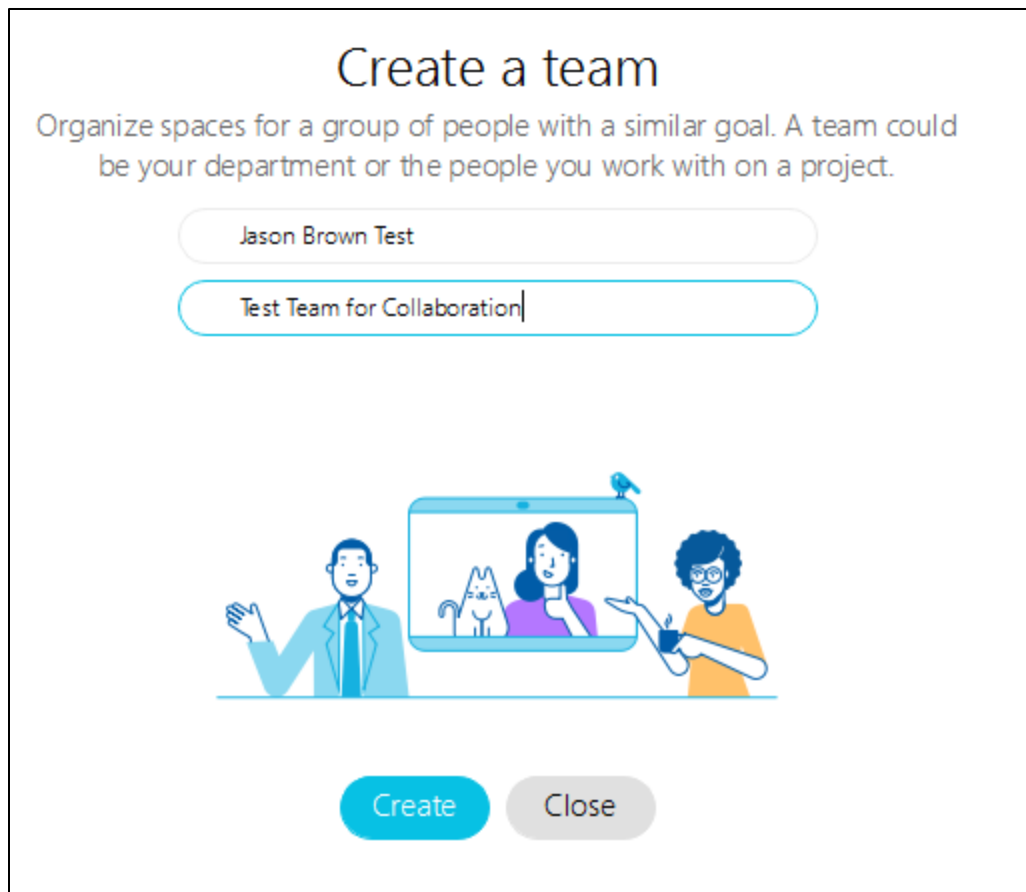 Create a team
Organize spaces for a group of people with a similar goal. A team could
be your department or the people you work with on a project.
Jason Brown Test
Test Team for Collaboration
Create
Close